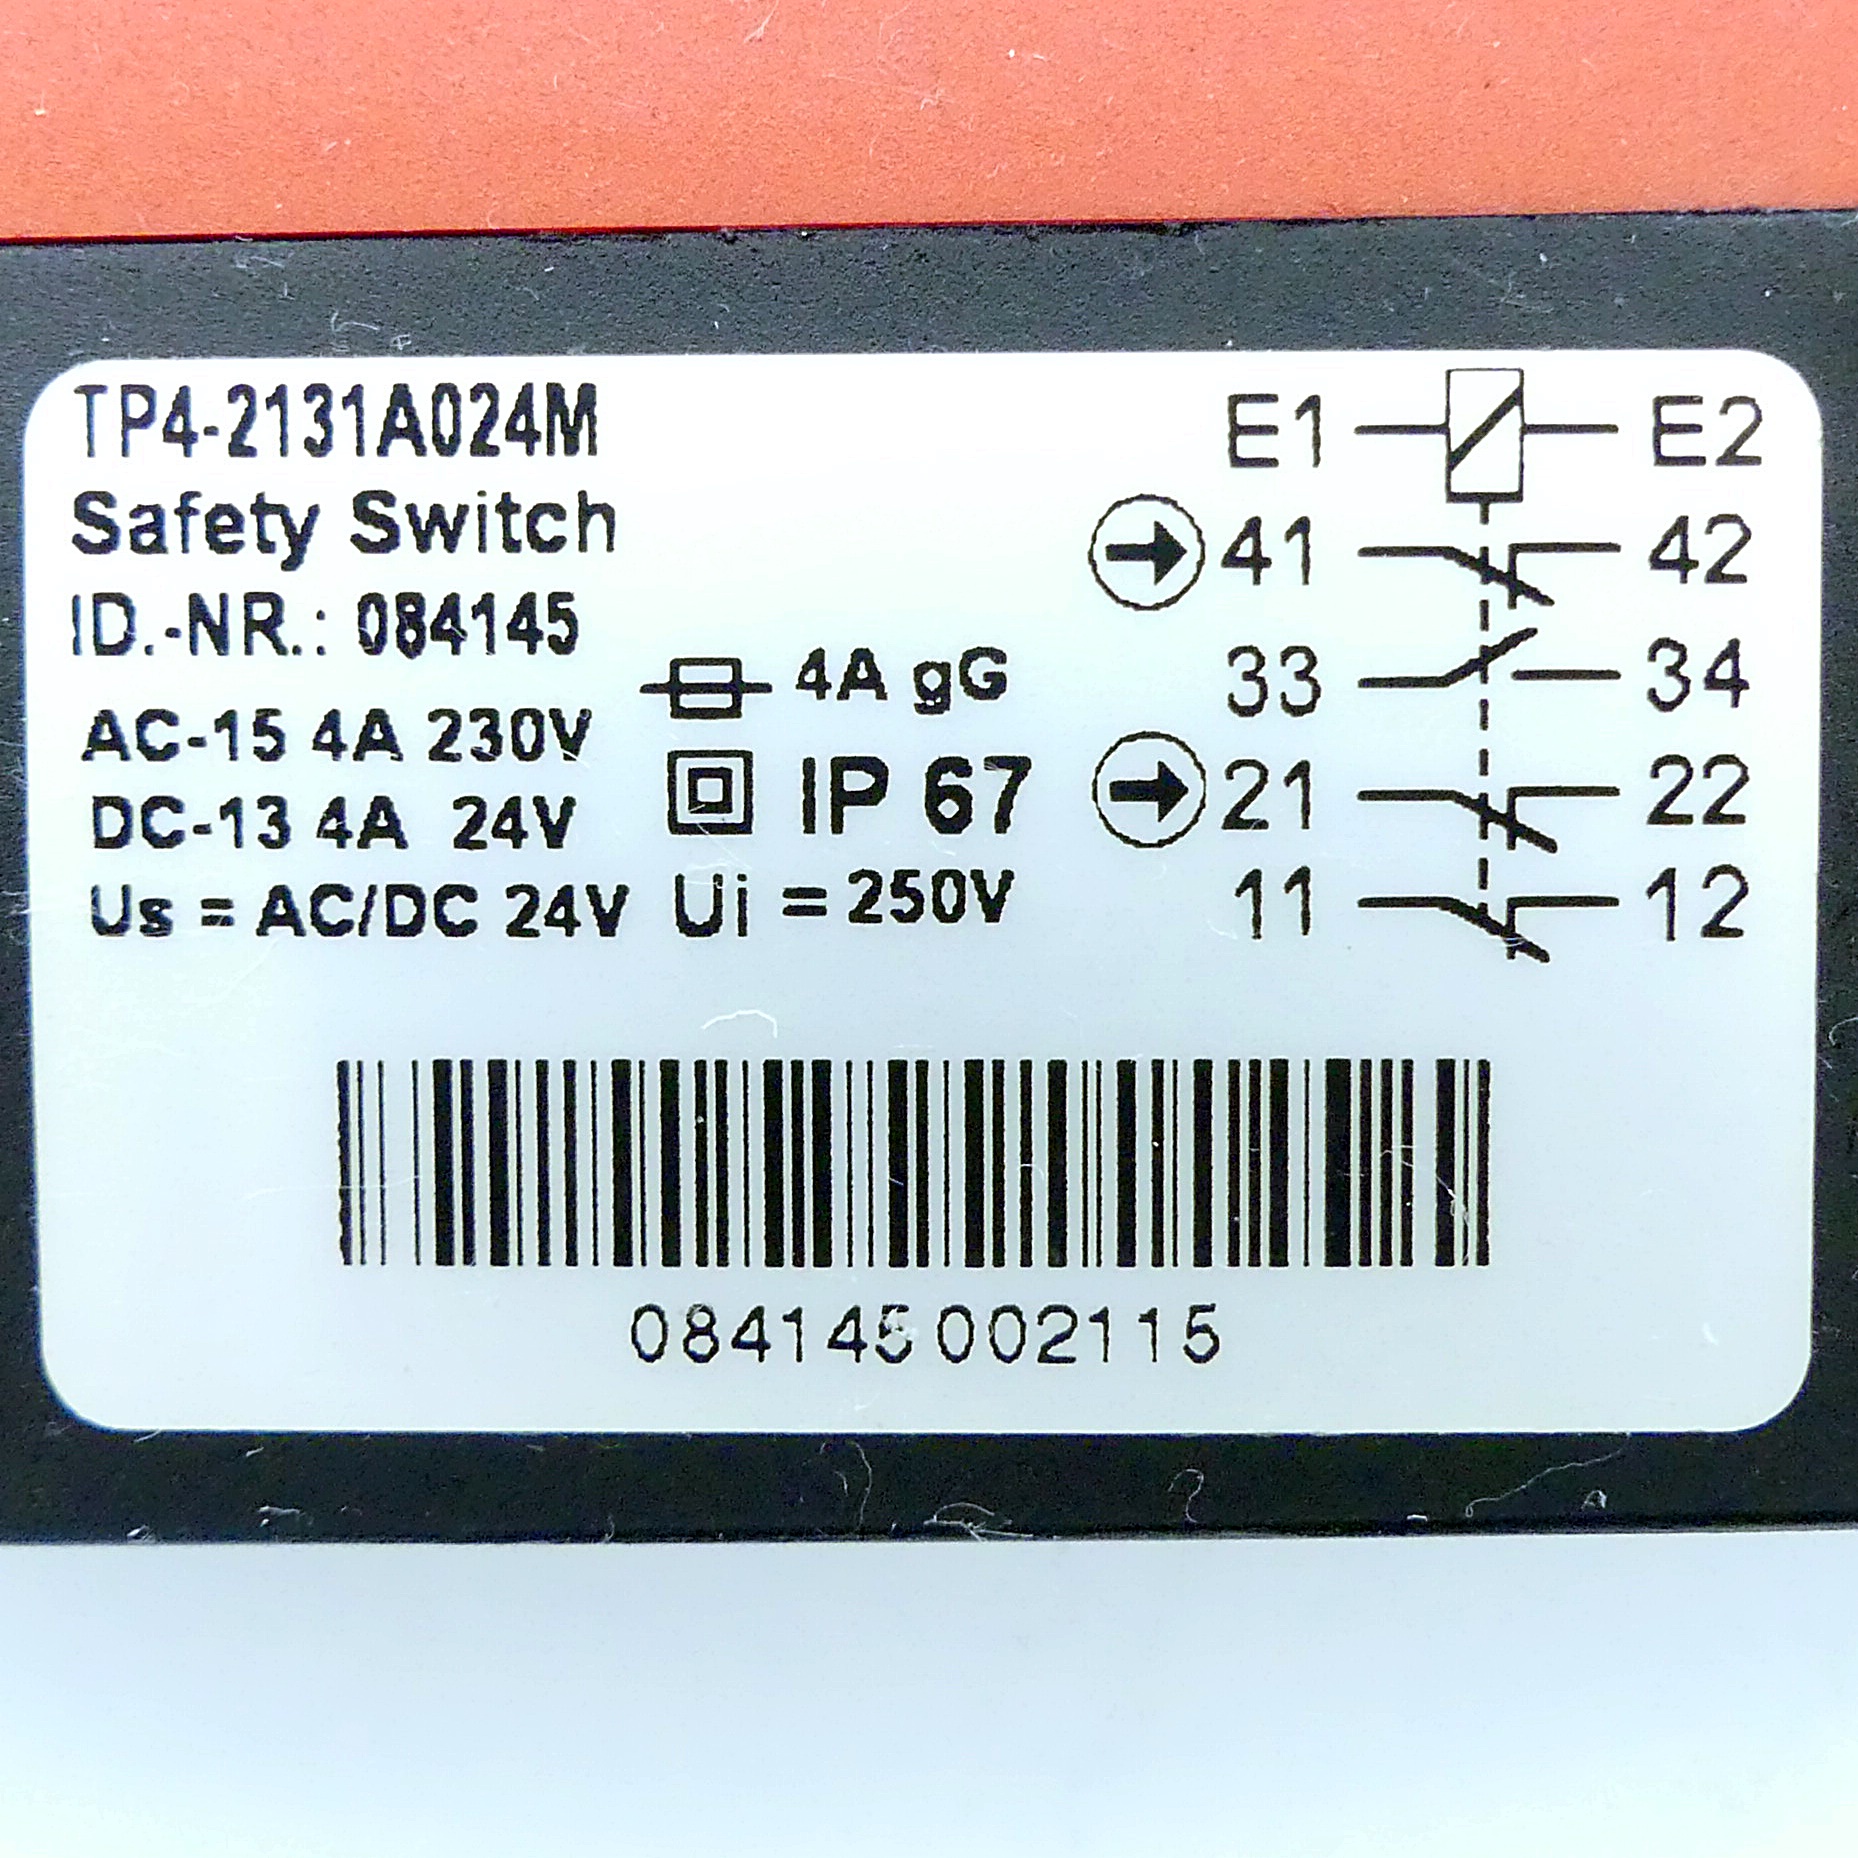 TP4-2131A024M
Safety Switch
ID.-NR.: 084145
AC-15 4A 230V
DC-13 4A 24V
Us = AC/DC 24V
4A gG
IP 67
Ui = 250V
E1 E2
41 42
33 34
21 22
11 12
084145002115